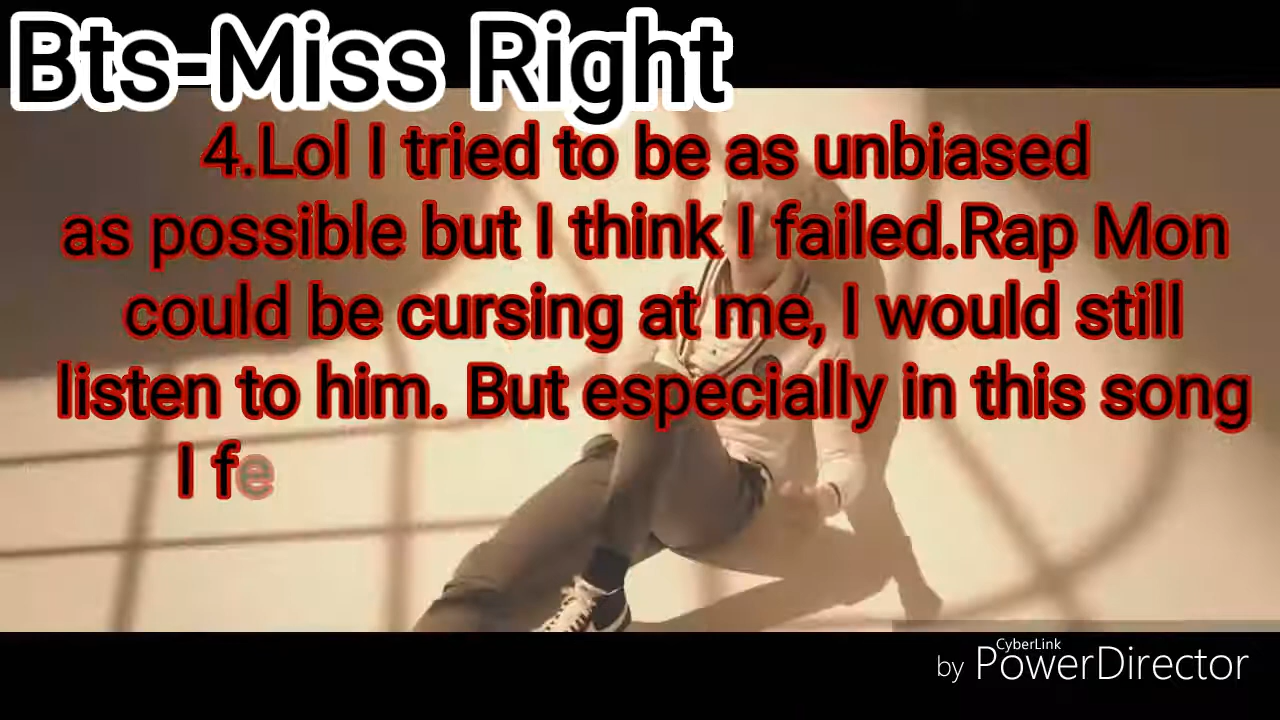 Bts-Miss Right
4.Lol I tried to be as unbiased
as possible but I think I failed.Rap Mon
could be cursing at me, I would still
listen to him. But especially in this song
I fe
CyberLink
by PowerDirector